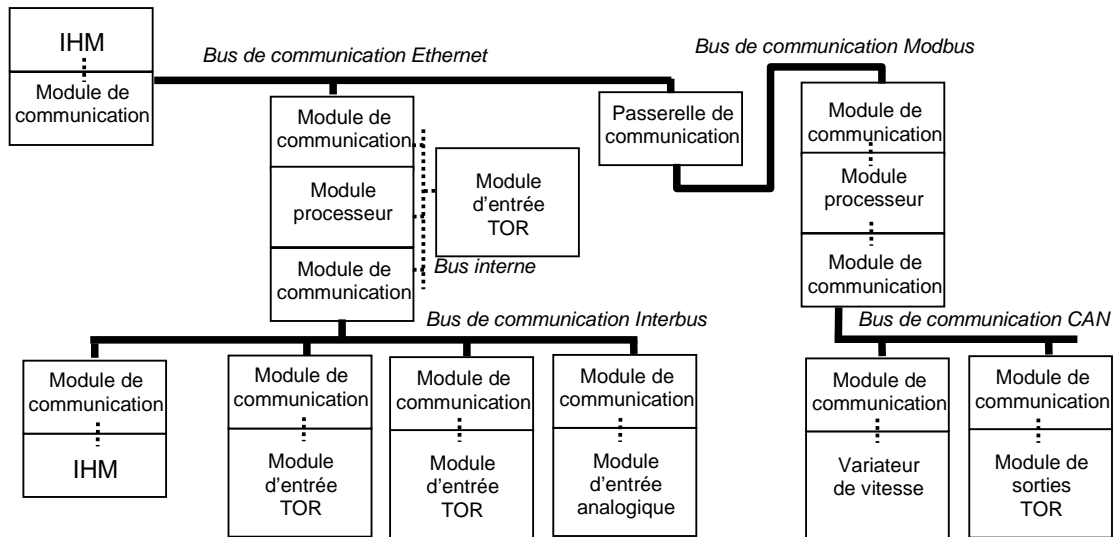 IHM
Module de
communication
Bus de communication Ethernet
Bus de communication Modbus
Module de
communication
Module
processeur
Module de
communication
Module
d'entrée
TOR
Bus interne
Passerelle de
communication
Module de
communication
Module
processeur
Module de
communication
Bus de communication Interbus
Bus de communication CAN
Module de
communication
IHM
Module de
communication
Module
d'entrée
TOR
Module de
communication
Module
d'entrée
TOR
Module de
communication
Module
d'entrée
analogique
Module de
communication
Variateur
de vitesse
Module de
communication
Module de
sorties
TOR